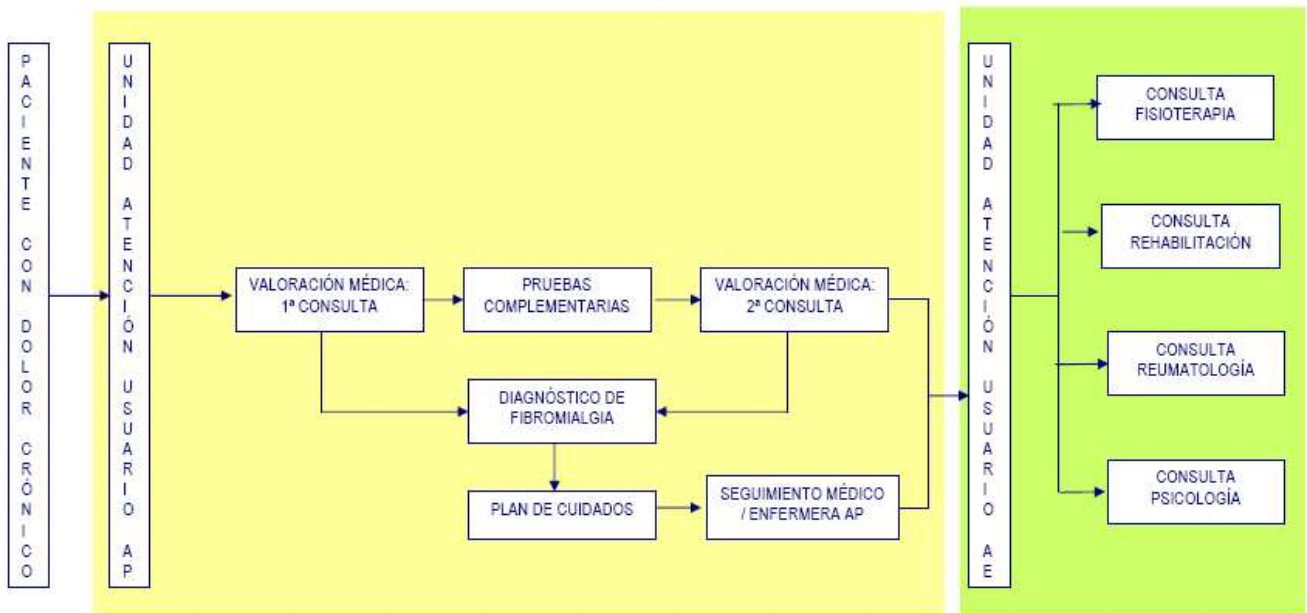 PACIENTE CON DOLOR CRÓNICO
UNIDAD ATENCIÓN USUARIO AP
VALORACIÓN MÉDICA:
1ª CONSULTA
PRUEBAS
COMPLEMENTARIAS
VALORACIÓN MÉDICA:
2ª CONSULTA
DIAGNÓSTICO DE
FIBROMIALGIA
PLAN DE CUIDADOS
SEGUIMIENTO MÉDICO
/ ENFERMERA AP
UNIDAD ATENCIÓN USUARIO AE
CONSULTA
FISIOTERAPIA
CONSULTA
REHABILITACIÓN
CONSULTA
REUMATOLOGÍA
CONSULTA
PSICOLOGÍA